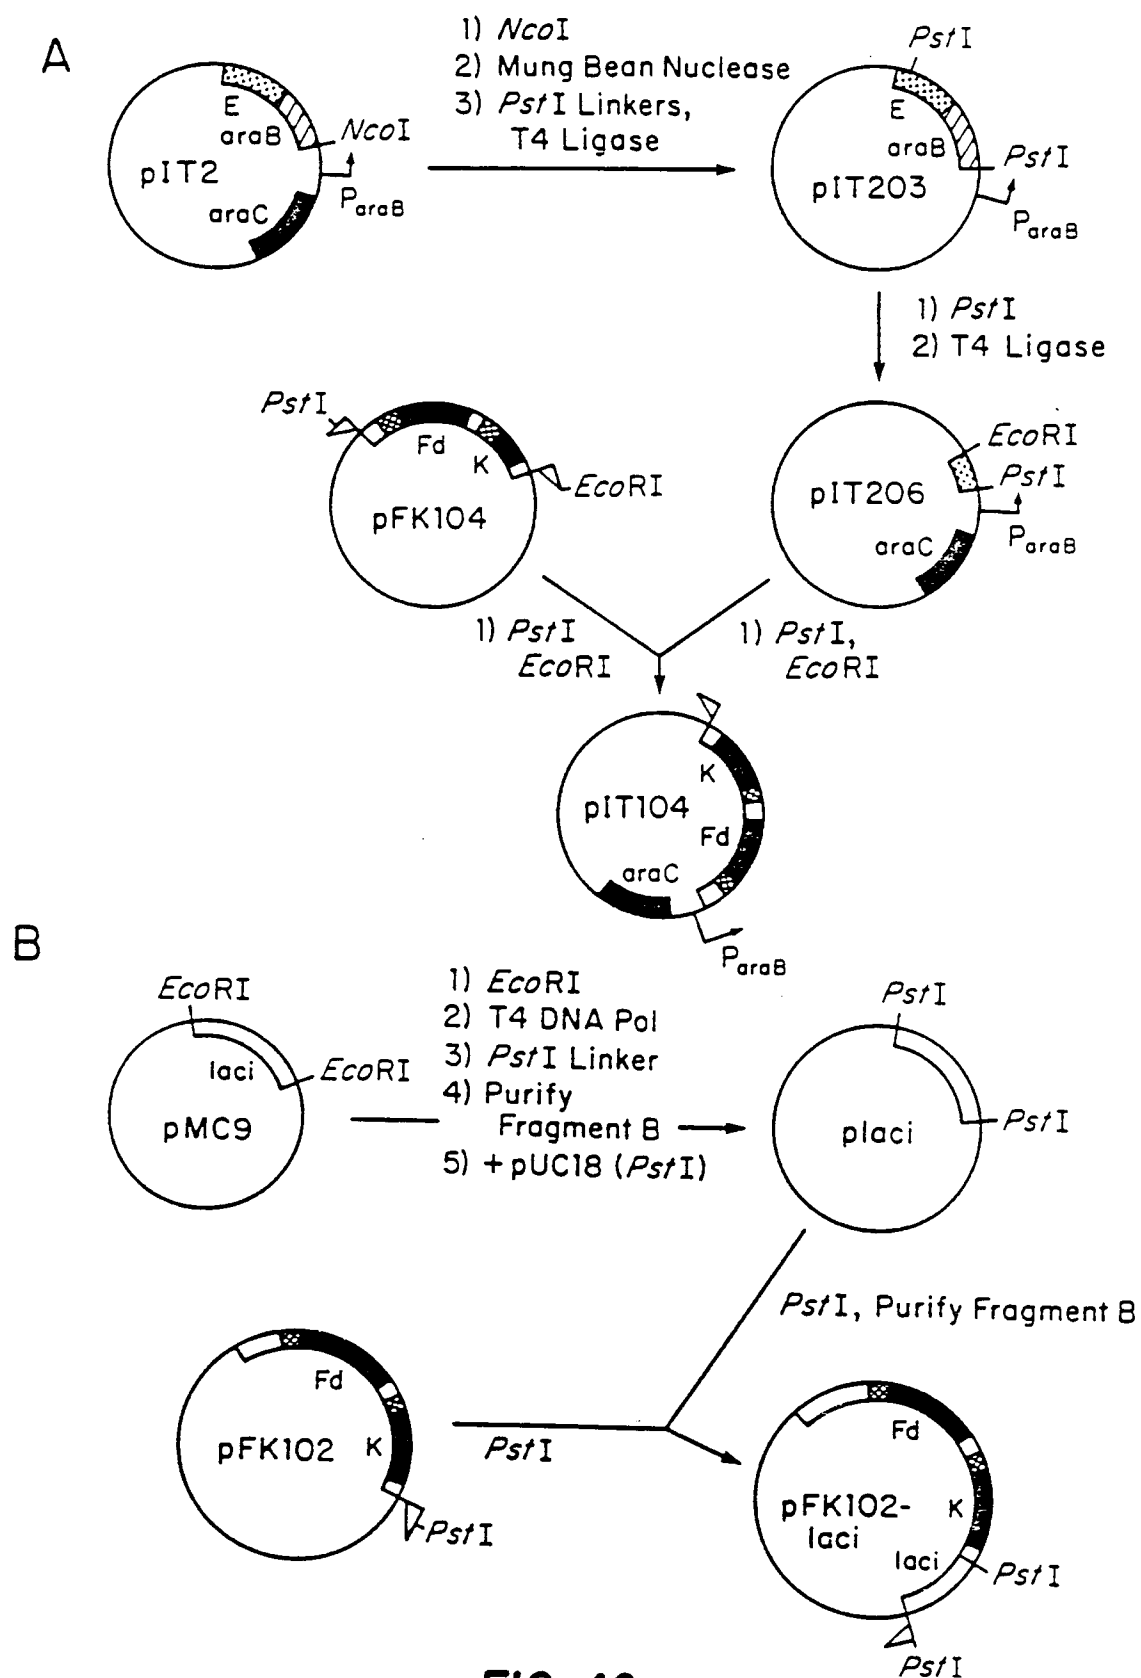 A
1) NcoI
2) Mung Bean Nuclease
3) PstI Linkers,
T4 Ligase
E
araB
NcoI
pIT2
araC
ParaB
PstI
E
araB
PstI
pIT203
ParaB
1) PstI
2) T4 Ligase
PstI
Fd
K
EcoRI
pFK104
EcoRI
PstI
pIT206
araC
ParaB
1) PstI
EcoRI
1) PstI,
EcoRI
K
pIT104
Fd
araC
ParaB
B
EcoRI
laci
EcoRI
pMC9
1) EcoRI
2) T4 DNA Pol
3) PstI Linker
4) Purify
Fragment B
5) +pUC18 (PstI)
PstI
PstI
placi
PstI, Purify Fragment B
Fd
pFK102
K
PstI
PstI
Fd
pFK102-
laci
K
laci
PstI
PstI